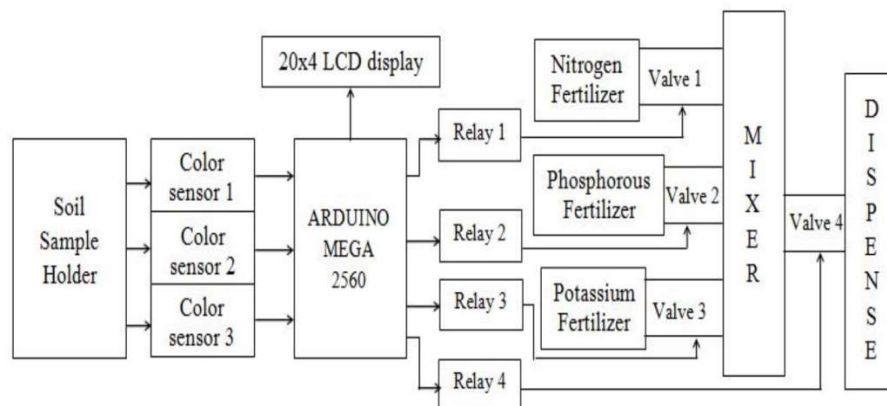 20x4 LCD display
Soil
Sample
Holder
Color
sensor 1
Color
sensor 2
Color
sensor 3
ARDUINO
MEGA
2560
Relay 1
Relay 2
Relay 3
Relay 4
Nitrogen
Fertilizer
Valve 1
Phosphorous
Fertilizer
Valve 2
Potassium
Fertilizer
Valve 3
M
I
X
E
R
Valve 4
D
I
S
P
E
N
S
E